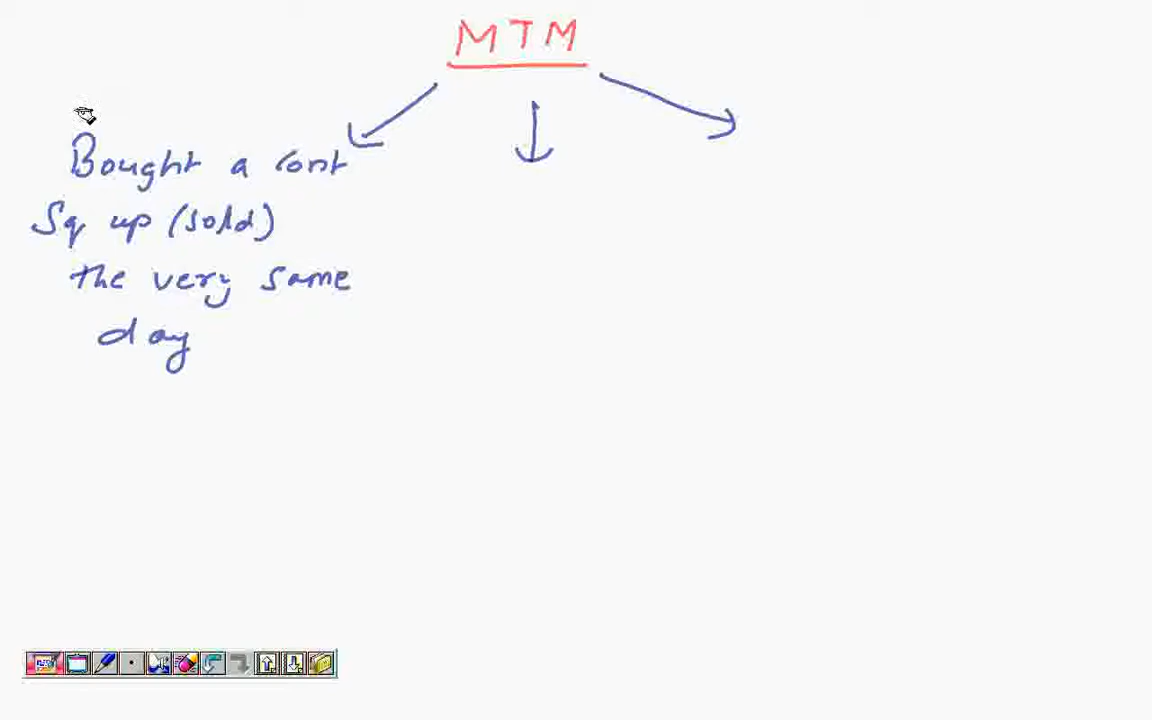 MTM
Bought a cont
Sq up (sold)
the very same
day